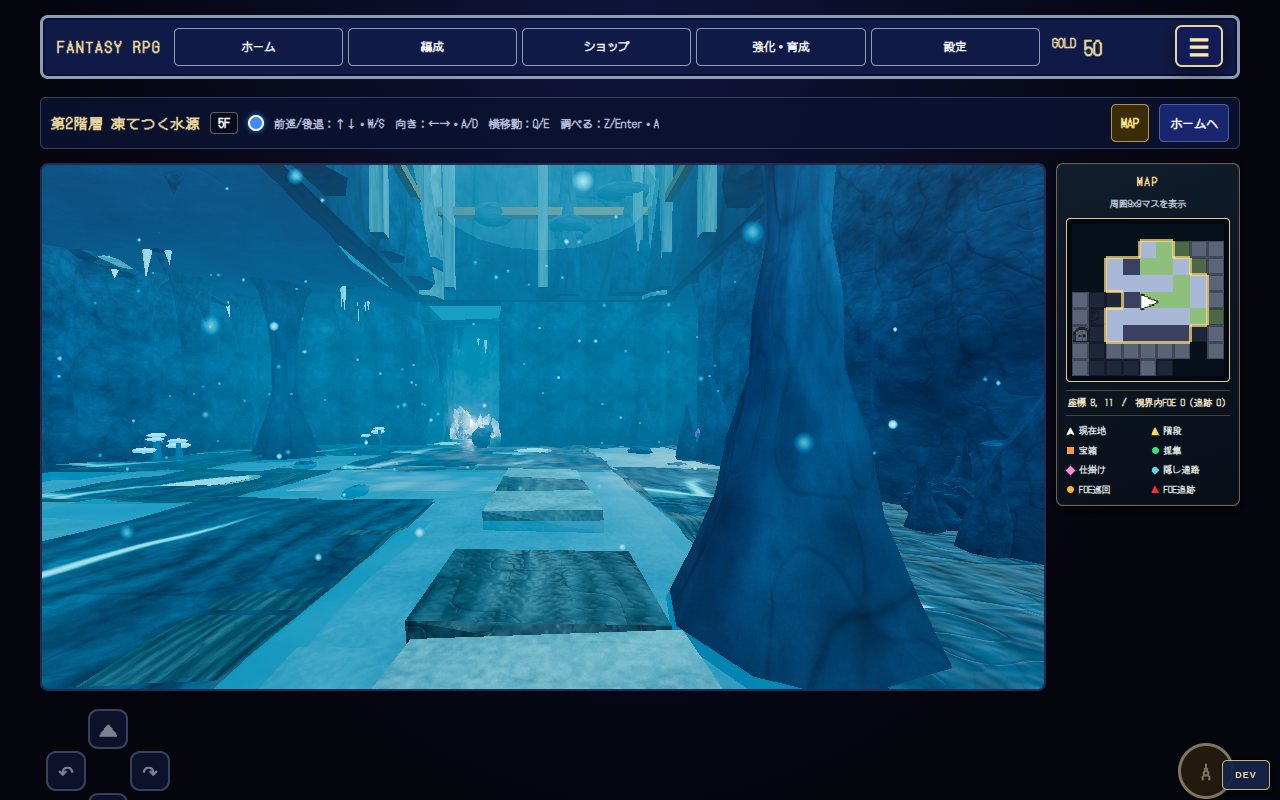 FANTASY RPG
ホーム
編成
ショップ
強化・育成
設定
GOLD 50
第2階層 凍てつく水源
5F
前進/後退：↑↓・W/S 向き：←→・A/D 横移動：Q/E 調べる：Z/Enter・A
MAP
ホームへ
MAP
周囲9x9マスを表示
座標 8, 11 / 視界内FOE 0 (追跡 0)
現在地
階段
宝箱
採集
仕掛け
隠し通路
FOE巡回
FOE追跡
A
DEV